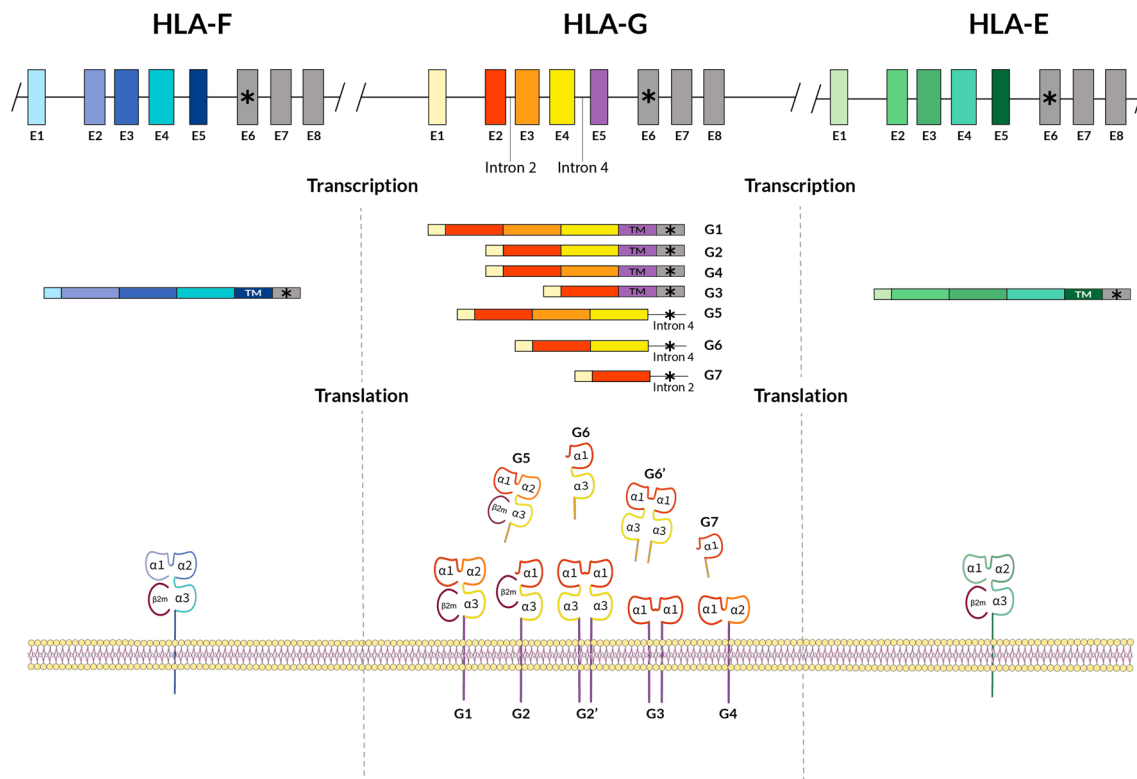 HLA-F
HLA-G
HLA-E
E1 E2 E3 E4 E5 E6 E7 E8
*
E1 E2 E3 E4 E5 E6 E7 E8
*
Intron 2 Intron 4
E1 E2 E3 E4 E5 E6 E7 E8
*
Transcription
Transcription
TM *
TM * G1
TM * G2
TM * G4
TM * G3
* G5
Intron 4
* G6
Intron 4
* G7
Intron 2
TM *
Translation
Translation
α1 α2
β2m α3
G5
α1 α2
β2m α3
G6
α1
α3
G6’
α1 α1
α3 α3
G7
α1
α1 α2
β2m α3
G1
α1
β2m α3
G2
α1 α1
α3 α3
G2’
α1 α1
G3
α1 α2
G4
α1 α2
β2m α3